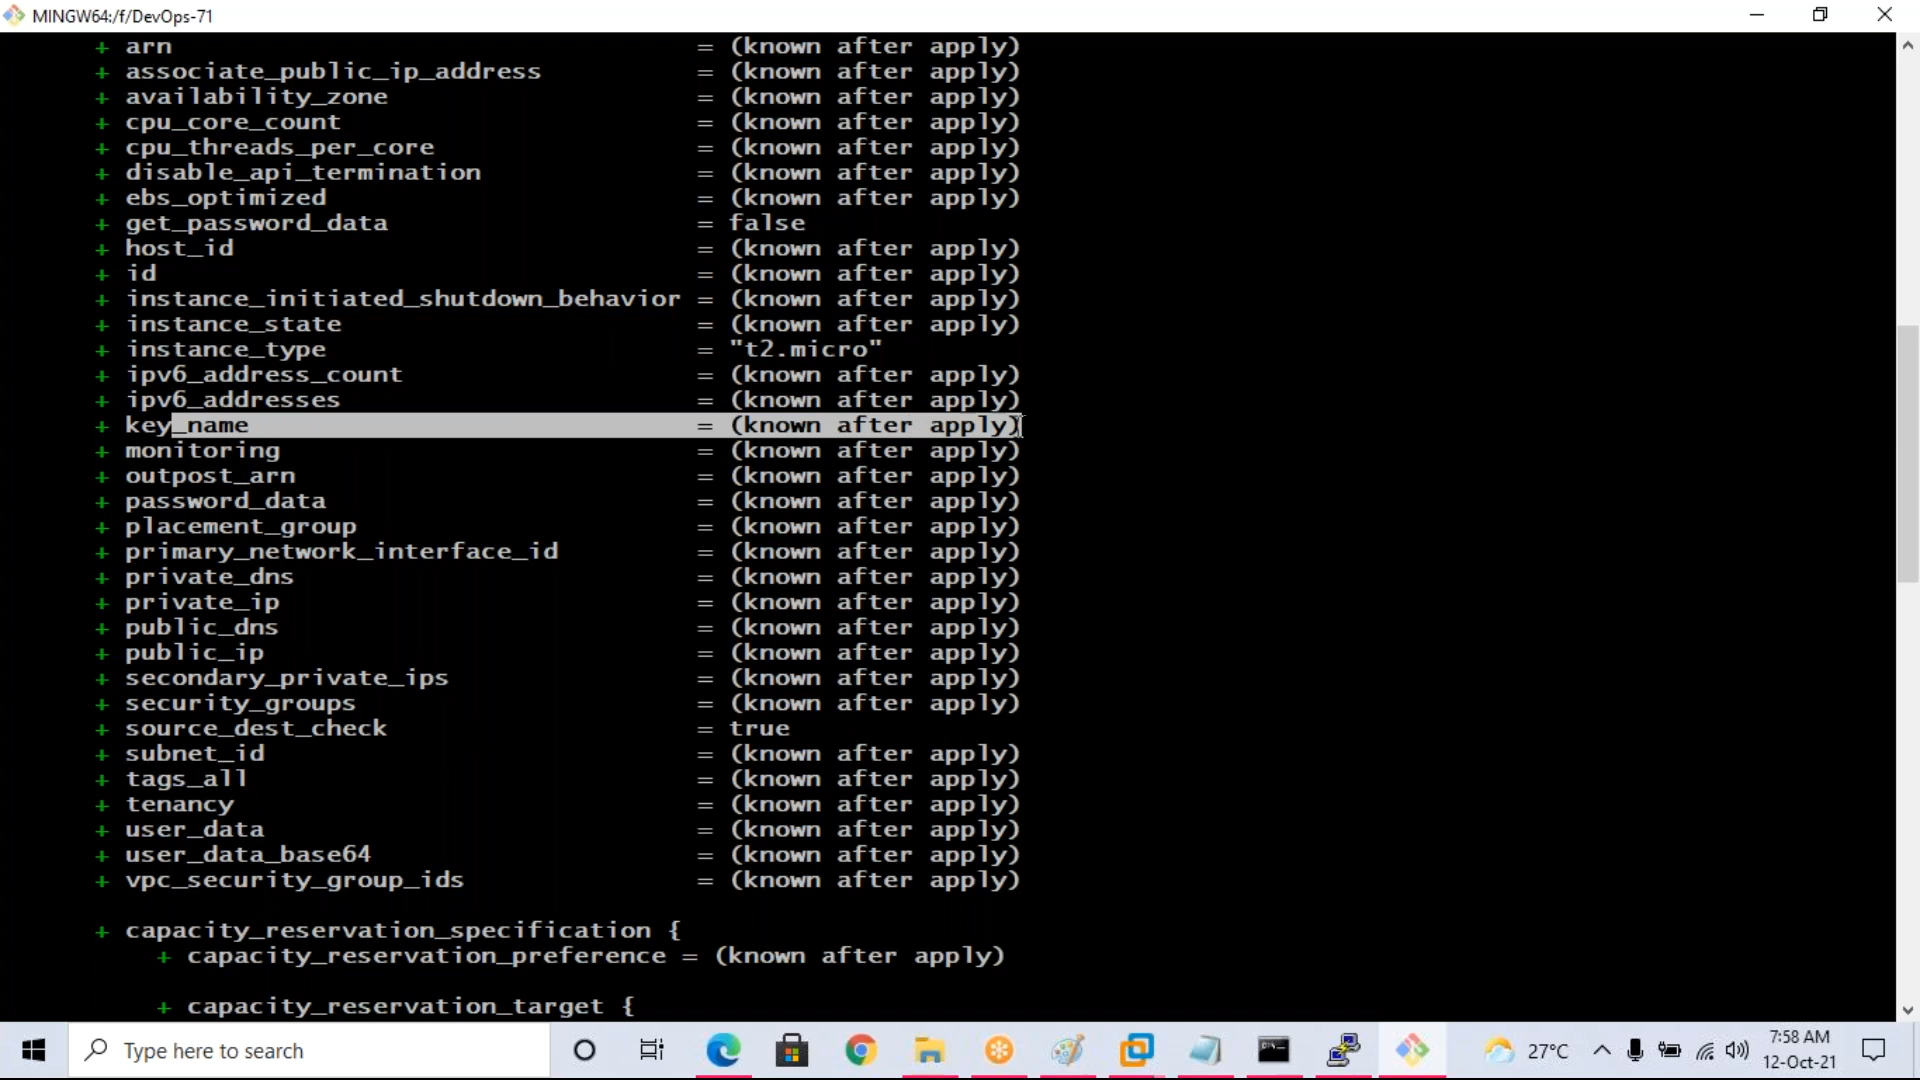 MINGW64:/f/DevOps-71
+ arn = (known after apply)
+ associate_public_ip_address = (known after apply)
+ availability_zone = (known after apply)
+ cpu_core_count = (known after apply)
+ cpu_threads_per_core = (known after apply)
+ disable_api_termination = (known after apply)
+ ebs_optimized = (known after apply)
+ get_password_data = false
+ host_id = (known after apply)
+ id = (known after apply)
+ instance_initiated_shutdown_behavior = (known after apply)
+ instance_state = (known after apply)
+ instance_type = "t2.micro"
+ ipv6_address_count = (known after apply)
+ ipv6_addresses = (known after apply)
+ key_name = (known after apply)
+ monitoring = (known after apply)
+ outpost_arn = (known after apply)
+ password_data = (known after apply)
+ placement_group = (known after apply)
+ primary_network_interface_id = (known after apply)
+ private_dns = (known after apply)
+ private_ip = (known after apply)
+ public_dns = (known after apply)
+ public_ip = (known after apply)
+ secondary_private_ips = (known after apply)
+ security_groups = (known after apply)
+ source_dest_check = true
+ subnet_id = (known after apply)
+ tags_all = (known after apply)
+ tenancy = (known after apply)
+ user_data = (known after apply)
+ user_data_base64 = (known after apply)
+ vpc_security_group_ids = (known after apply)
+ capacity_reservation_specification {
+ capacity_reservation_preference = (known after apply)
+ capacity_reservation_target {
Type here to search
27°C
7:58 AM
12-Oct-21